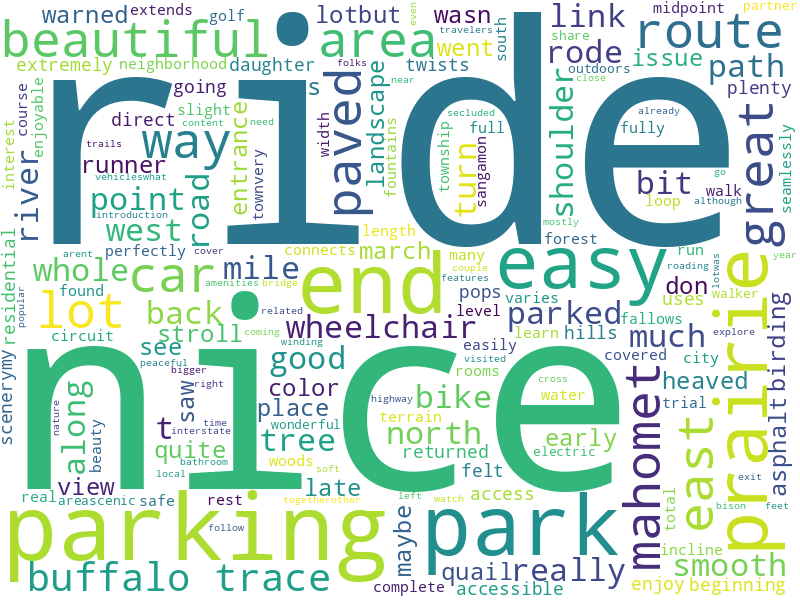 warned extends golf lotbut wasn link midpoint partner
beautiful area went rode share route
extremely neighborhood daughter twists issue path
travelers even south outdoors close
ride
going s landscape shoulder plenty
interest course enjoyable slight direct content need
way paved width folks near
runner trails vehicleswhat introduction
entrance townvery fountains township secluded full
turn sangamon fully already
bit walk loop go although great seamlessly
river point road west
length many march forest mostly
perfectly cover connects
residential popular arent
whole car mile end easy
found amenities bridge couple features run roading lotwas year
don prairie
lot back related pops level varies parked uses walker
circuit stroll coming wheelchair learn hills fallows explore
see peaceful winding easily much birding
nice
scenerymy along saw bigger right good visited rooms covered city
t color place wonderful bike highway cross water trial heaved
nature beauty quite time interstate tree terrain north early mahomet east asphalt
local bathroom woods returned felt electric
view real areascenic safe rest soft late access total exit bison feet
parking togetherother left watch park
follow maybe incline smooth
buffalo trace complete quail really accessible enjoy beginning